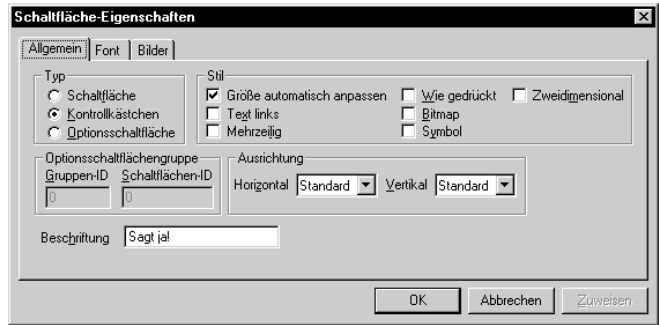 Schaltfläche-Eigenschaften
Allgemein Font Bilder
Typ
Schaltfläche
Kontrollkästchen
Optionsschaltfläche
Stil
Größe automatisch anpassen Wie gedrückt Zweidimensional
Text links Bitmap
Mehrzeilig Symbol
Optionsschaltflächengruppe
Gruppen-ID Schaltflächen-ID
0 0
Ausrichtung
Horizontal Standard Vertikal Standard
Beschriftung Sagt ja!
OK Abbrechen Zuweisen